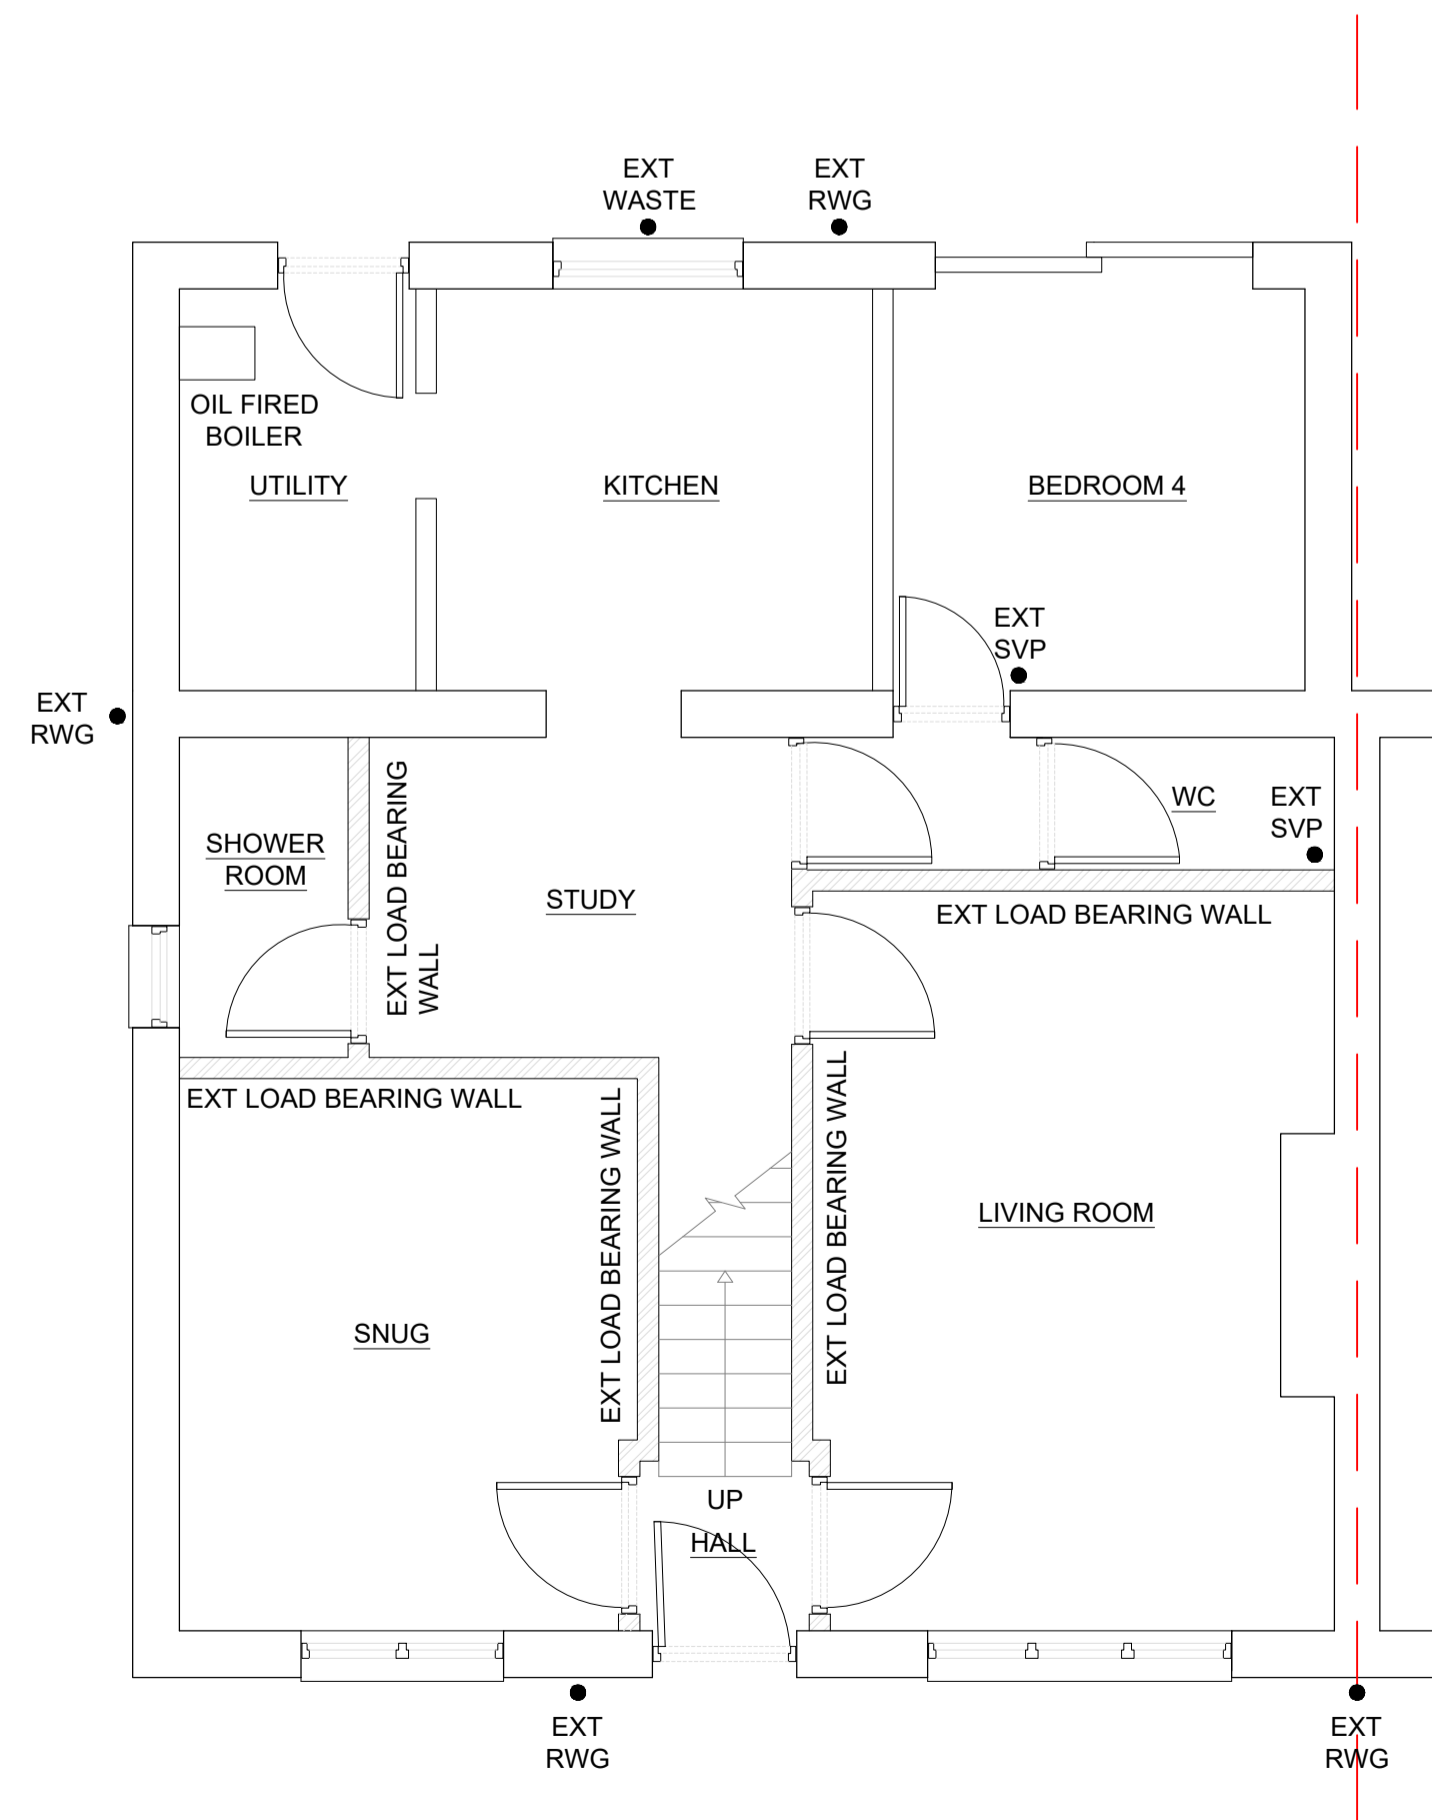 EXT
WASTE
EXT
RWG
OIL FIRED
BOILER
UTILITY
KITCHEN
BEDROOM 4
EXT
SVP
EXT
RWG
SHOWER
ROOM
EXT LOAD BEARING
WALL
STUDY
WC
EXT
SVP
EXT LOAD BEARING WALL
EXT LOAD BEARING WALL
EXT LOAD BEARING WALL
EXT LOAD BEARING WALL
LIVING ROOM
SNUG
UP
HALL
EXT
RWG
EXT
RWG